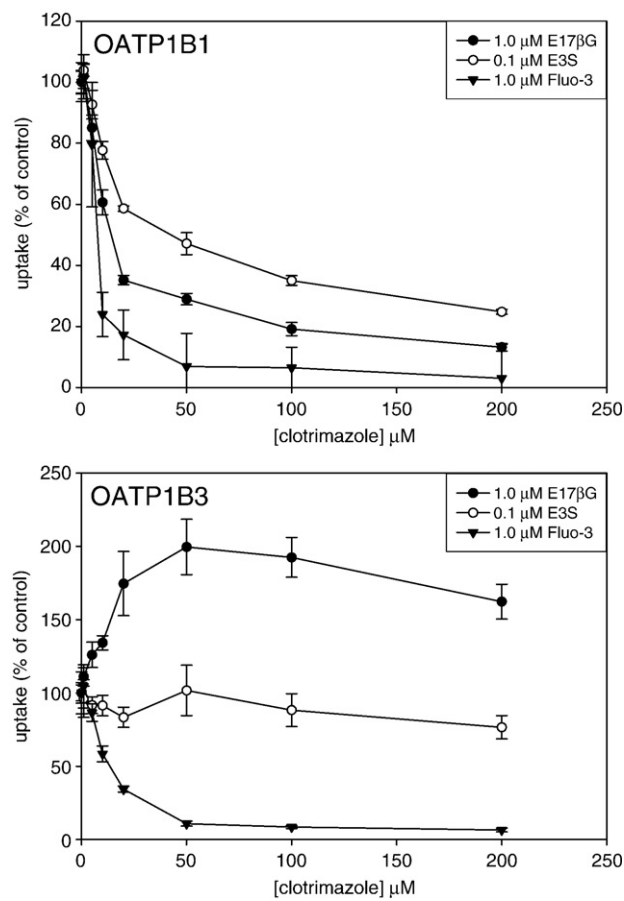 OATP1B1
1.0 μM E17βG
0.1 μM E3S
1.0 μM Fluo-3
uptake (% of control)
120
100
80
60
40
20
0
0 50 100 150 200 250
[clotrimazole] μM
OATP1B3
1.0 μM E17βG
0.1 μM E3S
1.0 μM Fluo-3
uptake (% of control)
250
200
150
100
50
0
0 50 100 150 200 250
[clotrimazole] μM